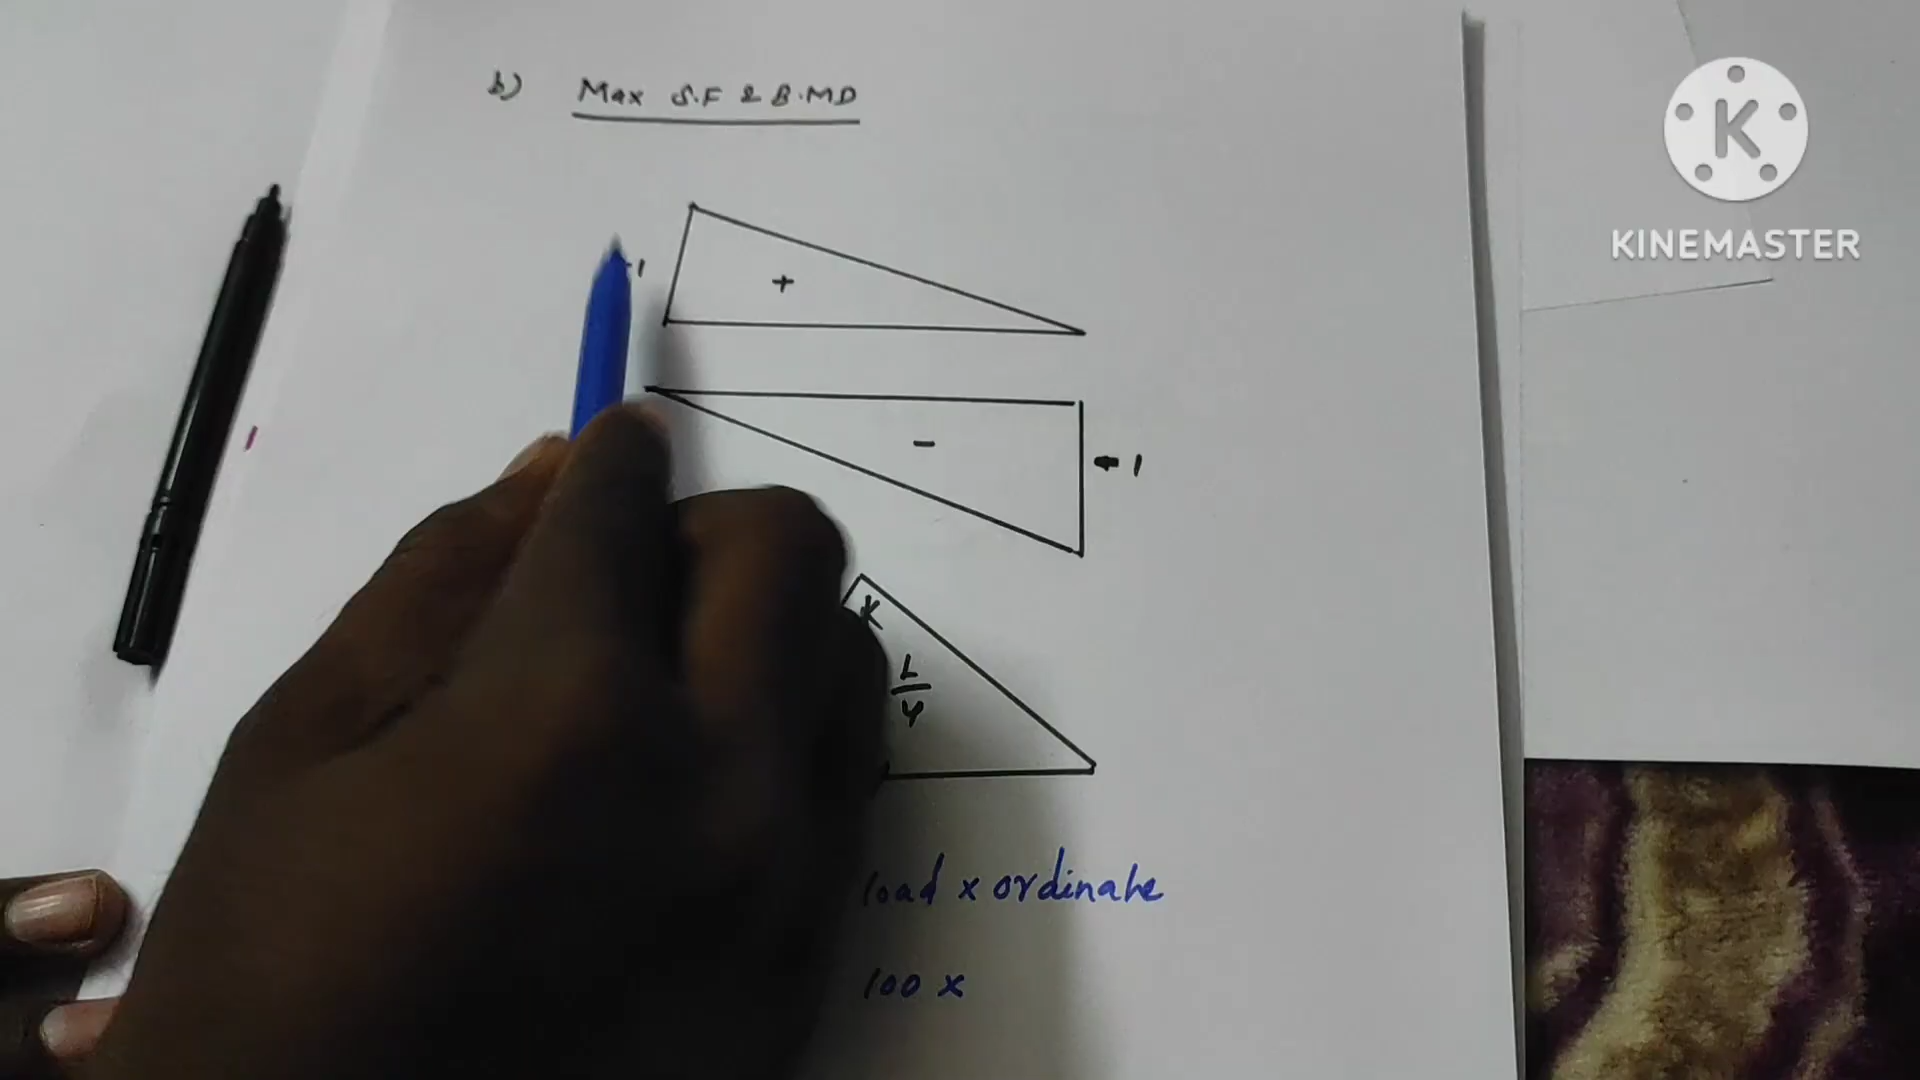 b) Max S.F & B.MD
1
+
-
1
L
4
load x ordinate
100 x
K
KINEMASTER